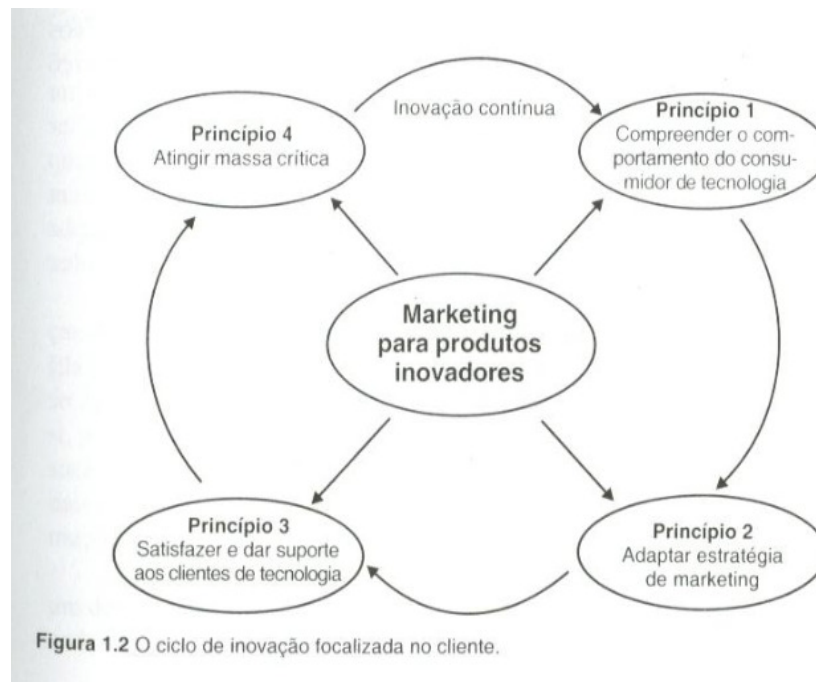 Inovação contínua
Princípio 4
Atingir massa crítica
Princípio 1
Compreender o com-
portamento do consu-
midor de tecnologia
Marketing
para produtos
inovadores
Princípio 3
Satisfazer e dar suporte
aos clientes de tecnologia
Princípio 2
Adaptar estratégia
de marketing
Figura 1.2 O ciclo de inovação focalizada no cliente.